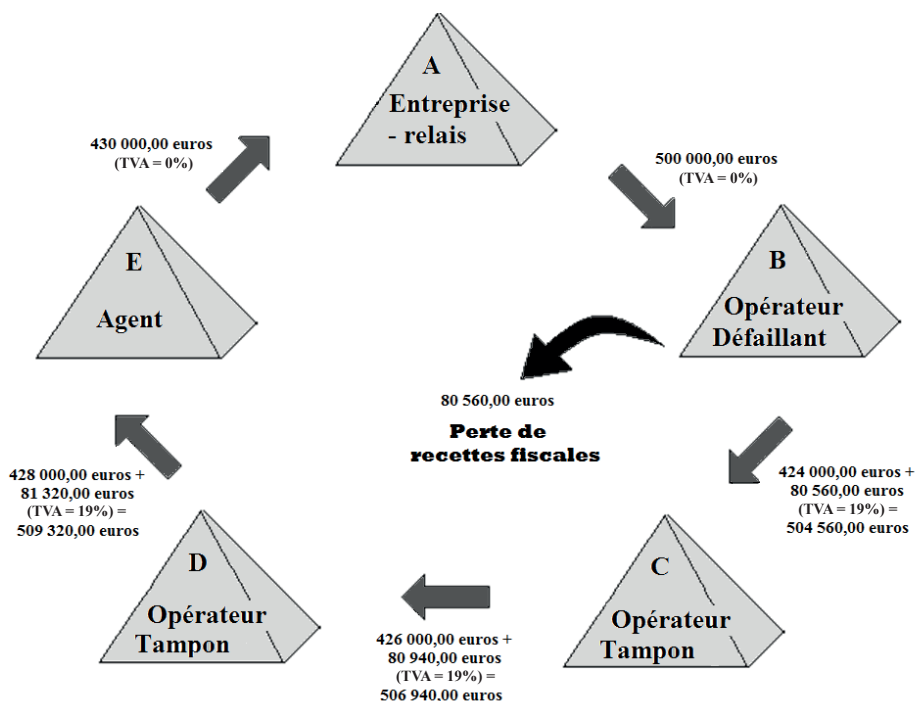 A
Entreprise
- relais
430 000,00 euros
(TVA = 0%)
500 000,00 euros
(TVA = 0%)
E
Agent
B
Opérateur
Défaillant
80 560,00 euros
Perte de
recettes fiscales
428 000,00 euros +
81 320,00 euros
(TVA = 19%) =
509 320,00 euros
424 000,00 euros +
80 560,00 euros
(TVA = 19%) =
504 560,00 euros
D
Opérateur
Tampon
C
Opérateur
Tampon
426 000,00 euros +
80 940,00 euros
(TVA = 19%) =
506 940,00 euros